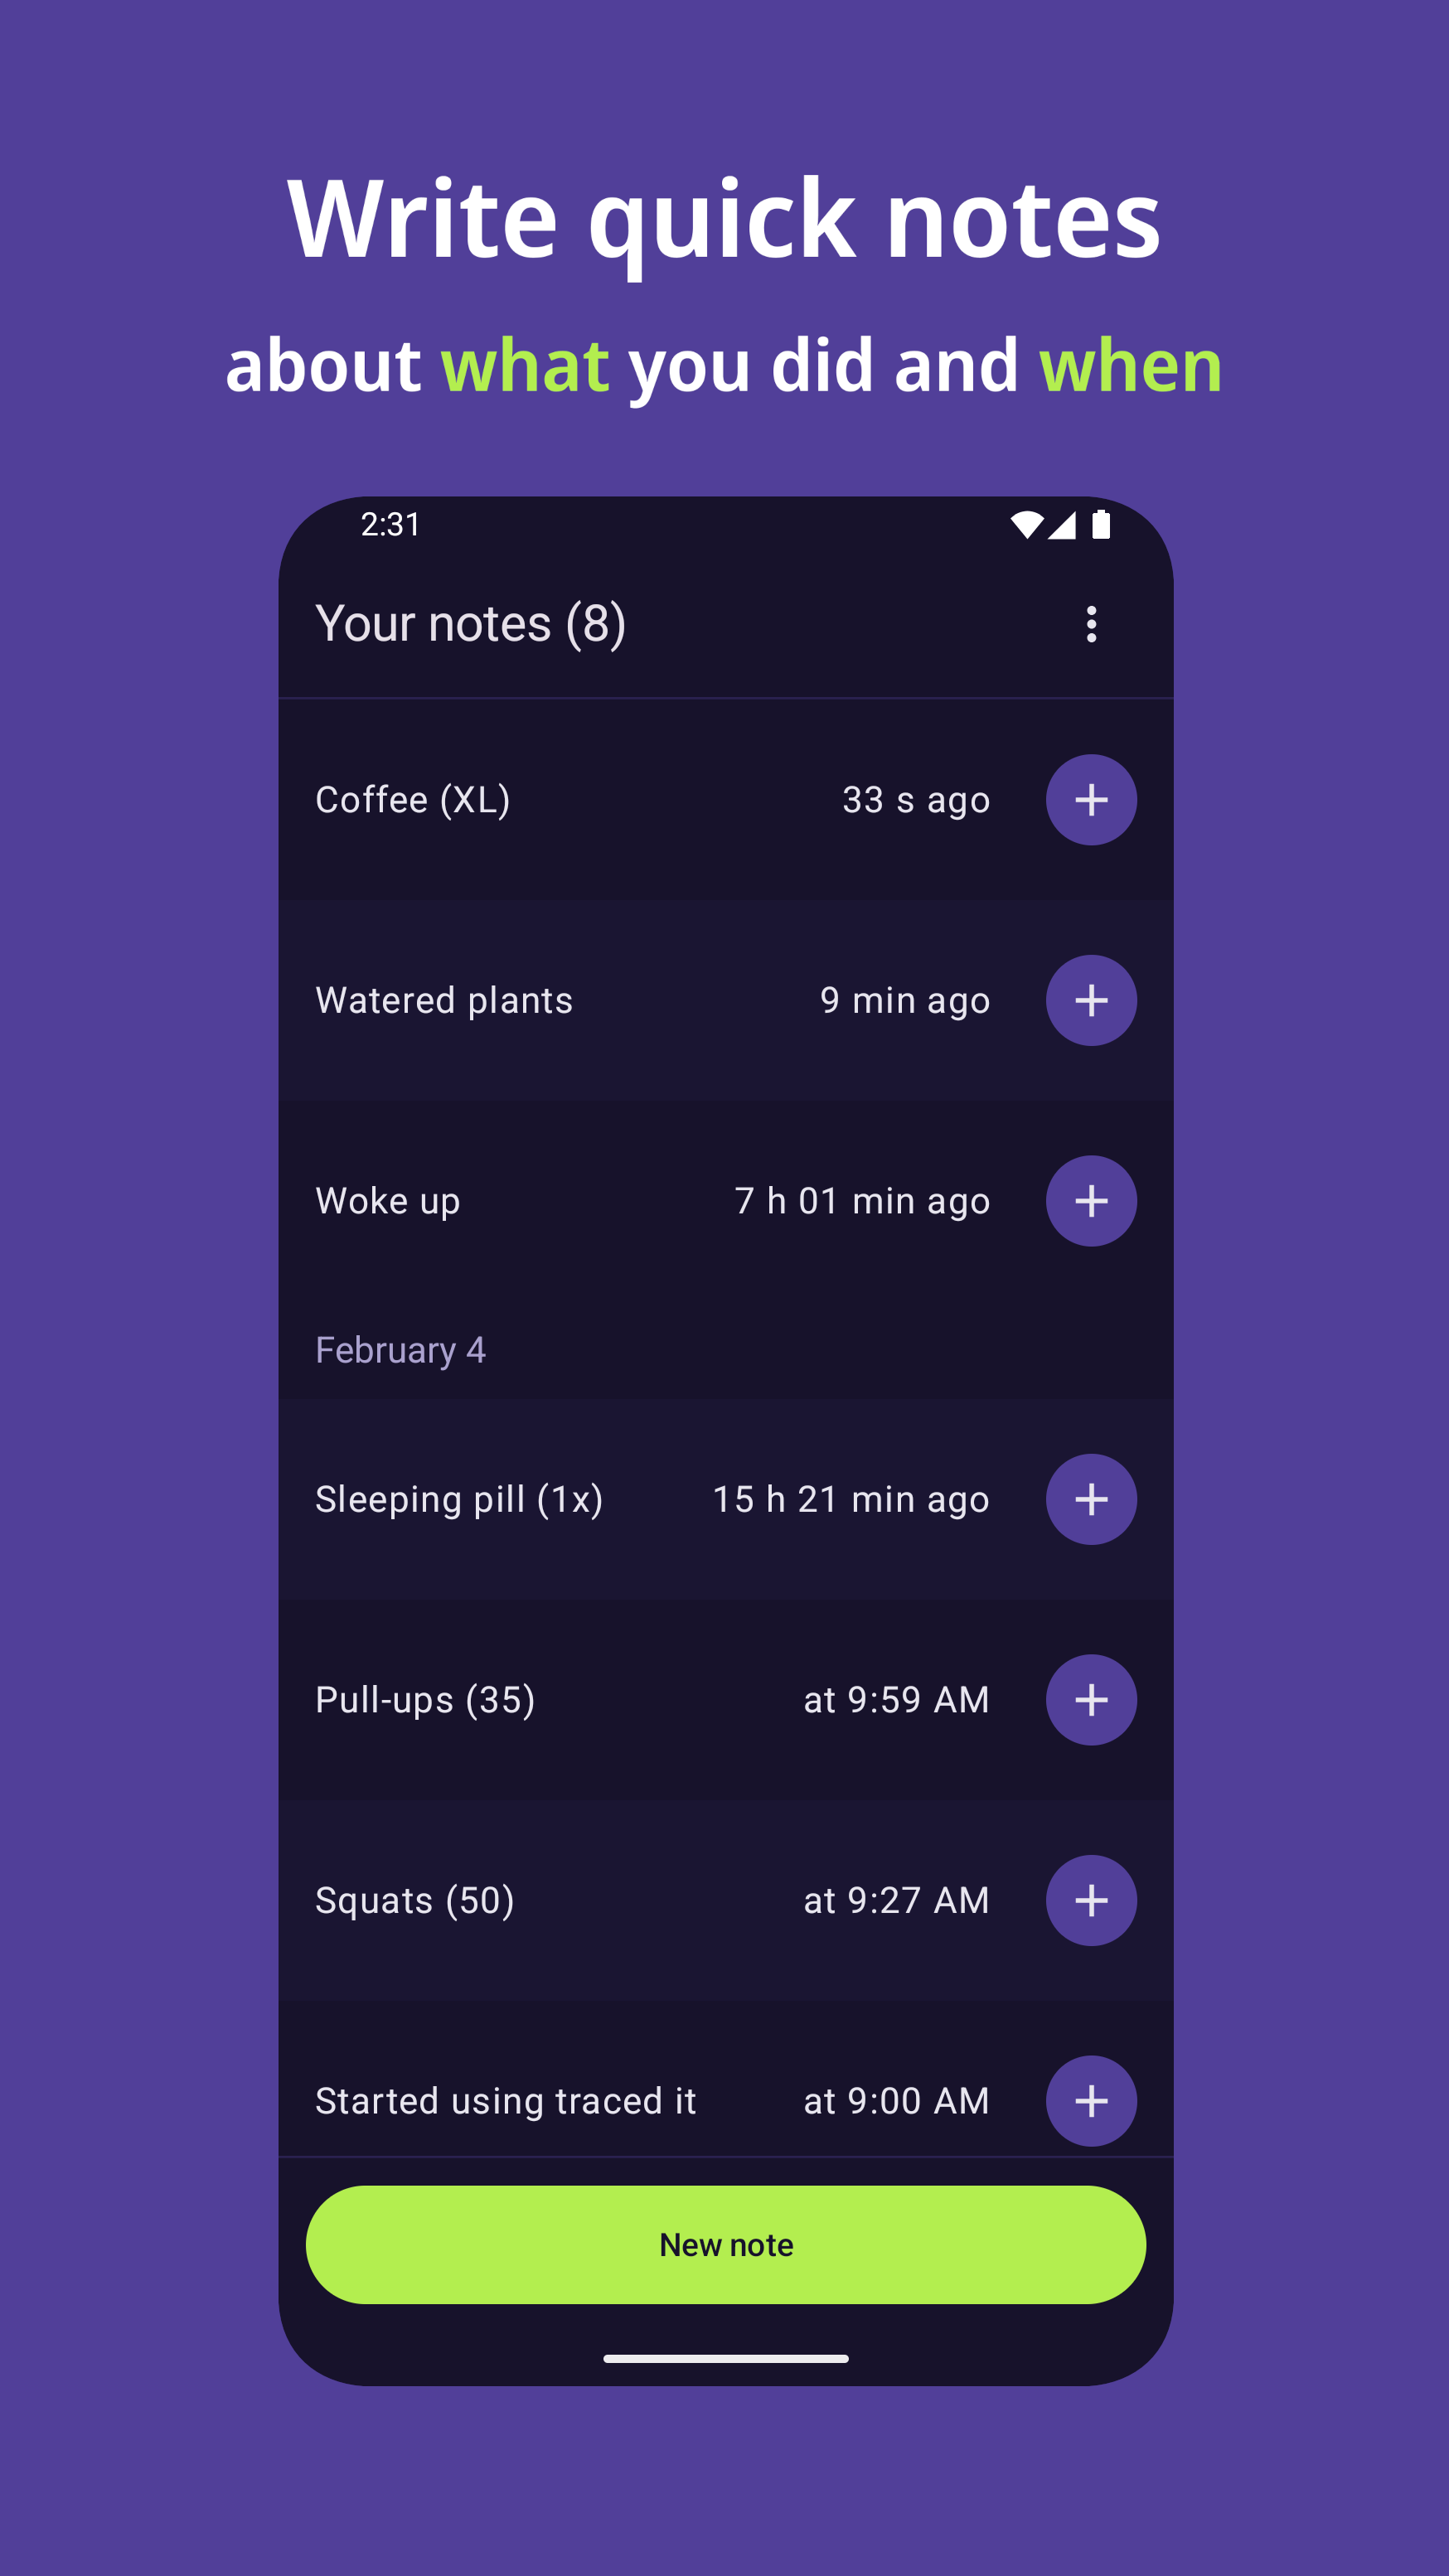 Write quick notes
about what you did and when
2:31
Your notes (8)
Coffee (XL) 33 s ago
Watered plants 9 min ago
Woke up 7 h 01 min ago
February 4
Sleeping pill (1x) 15 h 21 min ago
Pull-ups (35) at 9:59 AM
Squats (50) at 9:27 AM
Started using traced it at 9:00 AM
New note